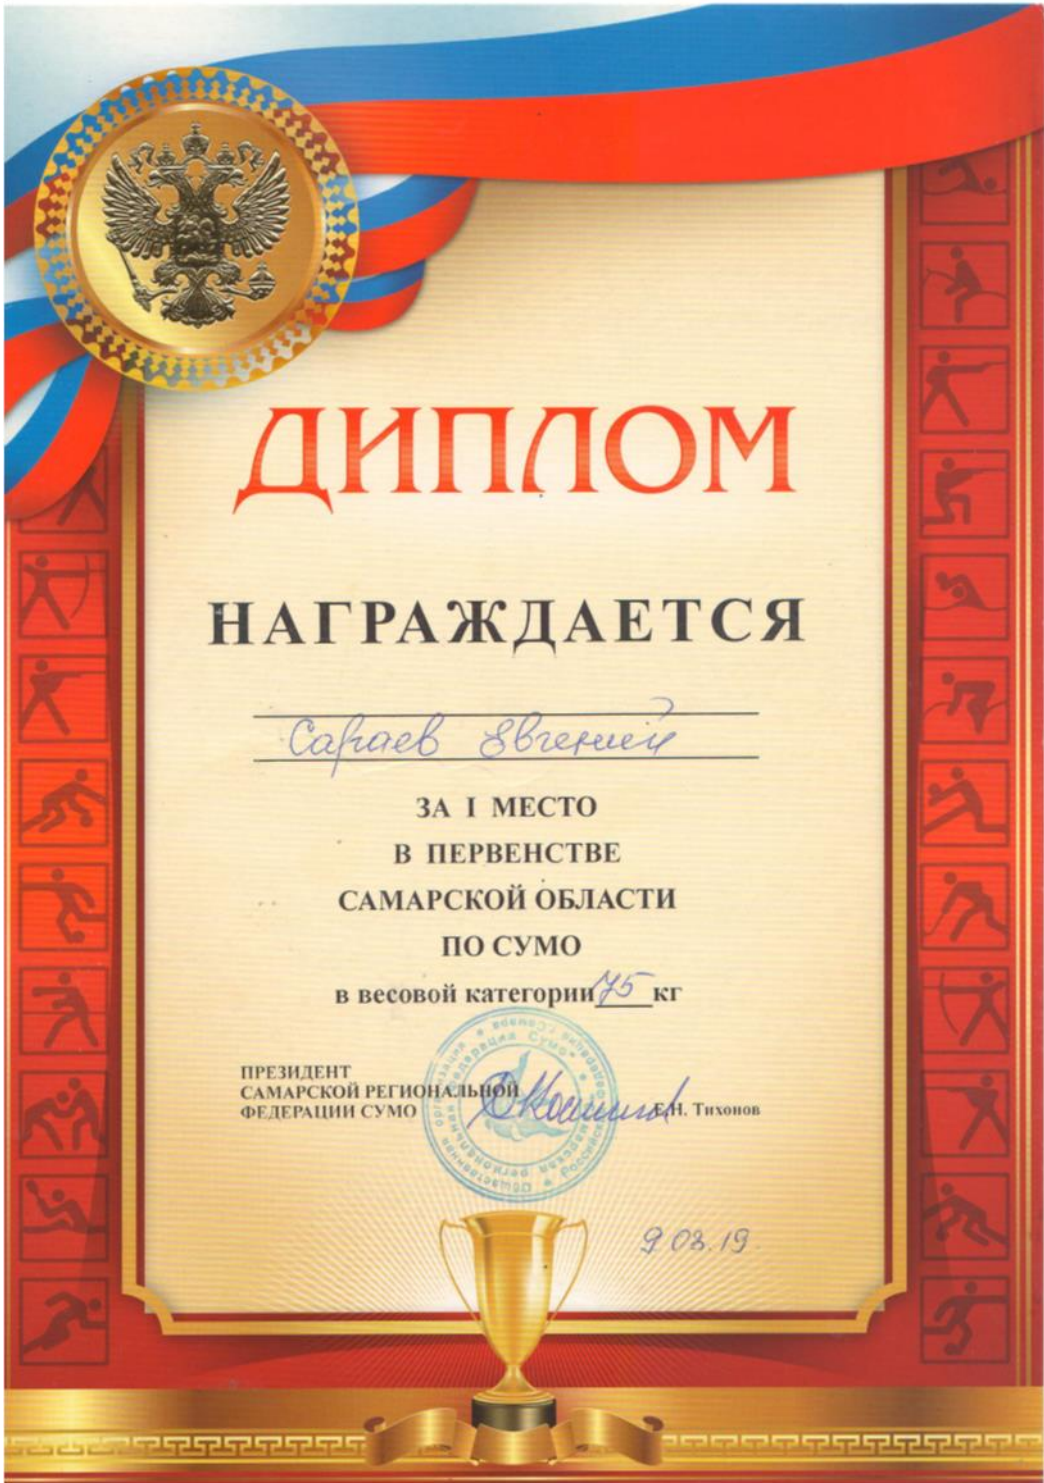 ДИПЛОМ
НАГРАЖДАЕТСЯ
Сараев Евгений
ЗА I МЕСТО
В ПЕРВЕНСТВЕ
САМАРСКОЙ ОБЛАСТИ
ПО СУМО
в весовой категории 75 кг
ПРЕЗИДЕНТ
САМАРСКОЙ РЕГИОНАЛЬНОЙ
ФЕДЕРАЦИИ СУМО Е.Н. Тихонов
9.02.19.